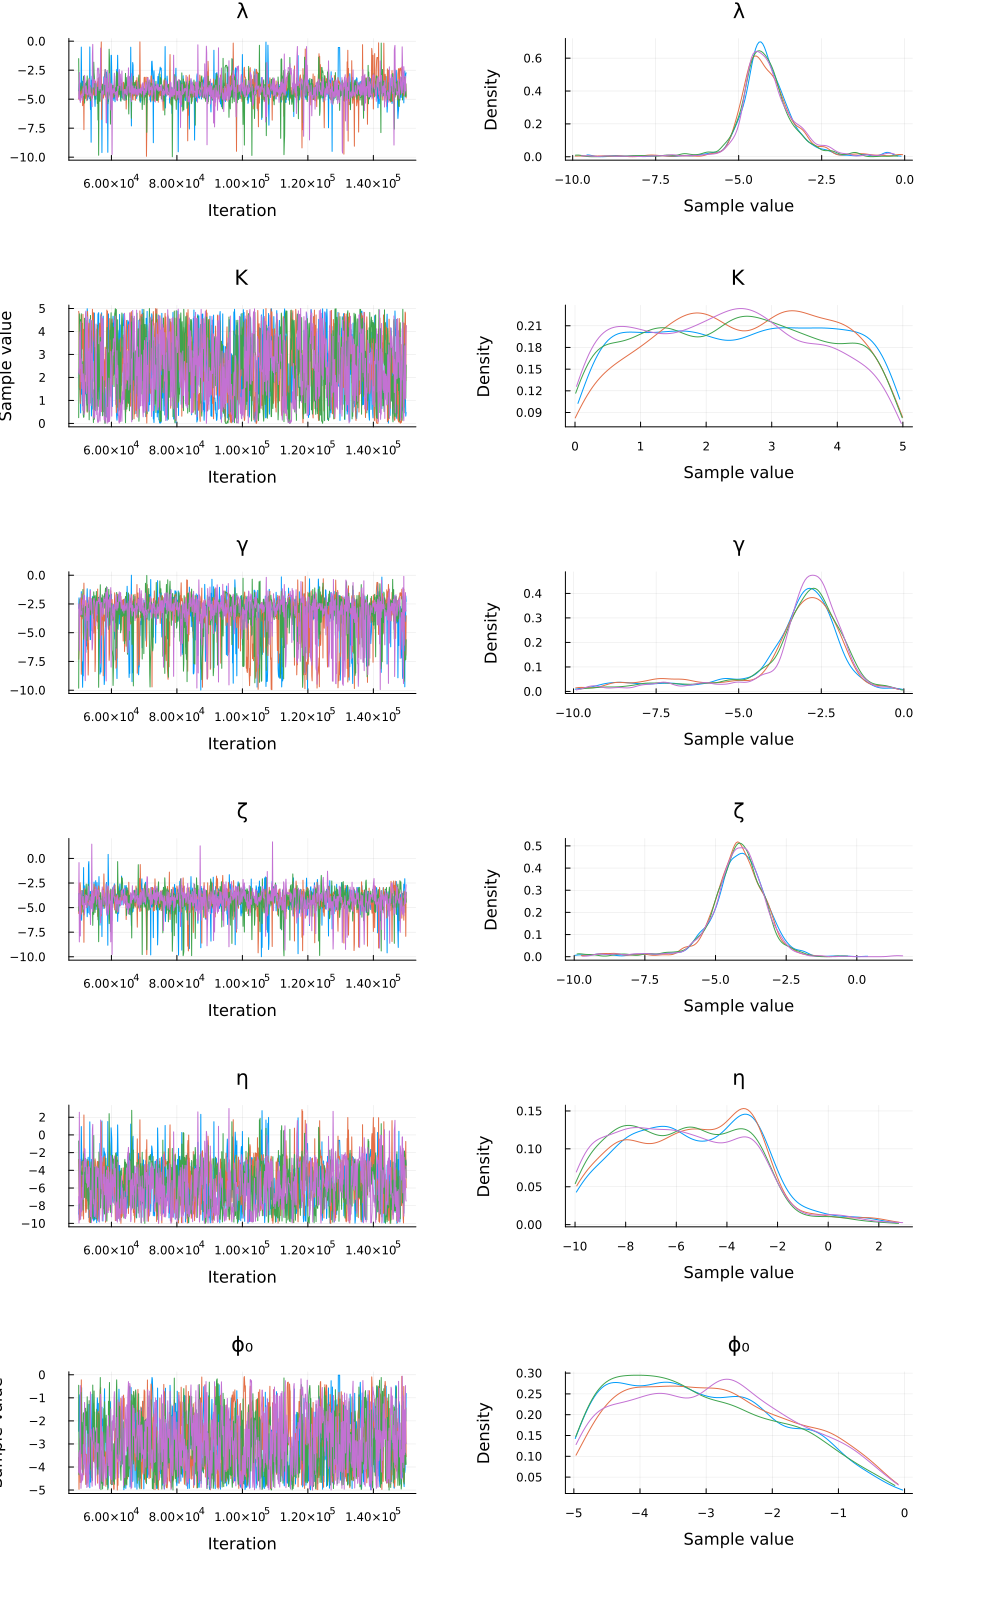 λ λ
0.0
−2.5
−5.0
−7.5
−10.0
6.00×10⁴ 8.00×10⁴ 1.00×10⁵ 1.20×10⁵ 1.40×10⁵
Iteration
Density
0.6
0.4
0.2
0.0
−10.0 −7.5 −5.0 −2.5 0.0
Sample value
K K
Sample value
5
4
3
2
1
0
6.00×10⁴ 8.00×10⁴ 1.00×10⁵ 1.20×10⁵ 1.40×10⁵
Iteration
Density
0.21
0.18
0.15
0.12
0.09
0 1 2 3 4 5
Sample value
γ γ
0.0
−2.5
−5.0
−7.5
−10.0
6.00×10⁴ 8.00×10⁴ 1.00×10⁵ 1.20×10⁵ 1.40×10⁵
Iteration
Density
0.4
0.3
0.2
0.1
0.0
−10.0 −7.5 −5.0 −2.5 0.0
Sample value
ζ ζ
0.0
−2.5
−5.0
−7.5
−10.0
6.00×10⁴ 8.00×10⁴ 1.00×10⁵ 1.20×10⁵ 1.40×10⁵
Iteration
Density
0.5
0.4
0.3
0.2
0.1
0.0
−10.0 −7.5 −5.0 −2.5 0.0
Sample value
η η
2
0
−2
−4
−6
−8
−10
6.00×10⁴ 8.00×10⁴ 1.00×10⁵ 1.20×10⁵ 1.40×10⁵
Iteration
Density
0.15
0.10
0.05
0.00
−10 −8 −6 −4 −2 0 2
Sample value
ϕ₀ ϕ₀
Sample value
0
−1
−2
−3
−4
−5
6.00×10⁴ 8.00×10⁴ 1.00×10⁵ 1.20×10⁵ 1.40×10⁵
Iteration
Density
0.30
0.25
0.20
0.15
0.10
0.05
−5 −4 −3 −2 −1 0
Sample value